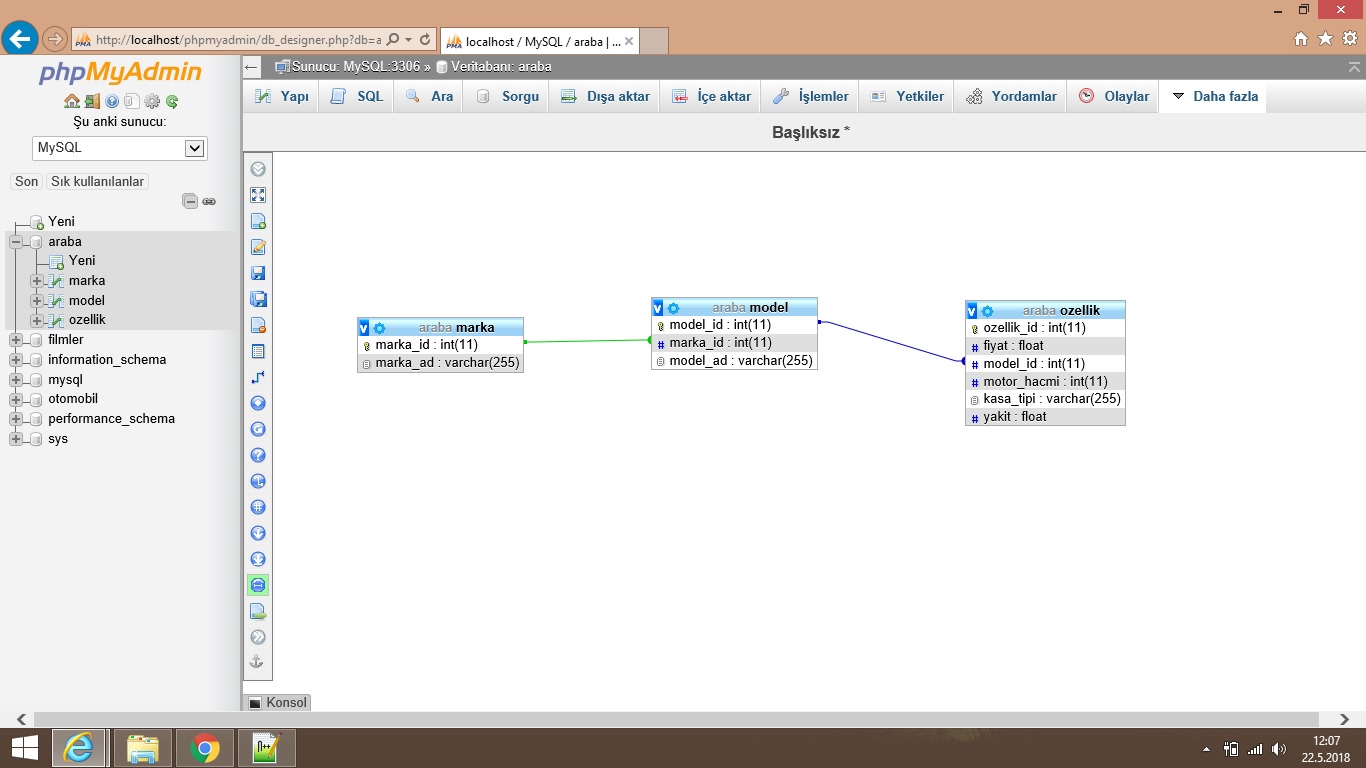 http://localhost/phpmyadmin/db_designer.php?db=a
localhost / MySQL / araba | ...
phpMyAdmin
Şu anki sunucu:
MySQL
Son
Sık kullanılanlar
Yeni
araba
Yeni
marka
model
ozellik
filmler
information_schema
mysql
otomobil
performance_schema
sys
Sunucu: MySQL:3306 » Veritabanı: araba
Yapı
SQL
Ara
Sorgu
Dışa aktar
İçe aktar
İşlemler
Yetkiler
Yordamlar
Olaylar
Daha fazla
Başlıksız *
araba marka
marka_id : int(11)
marka_ad : varchar(255)
araba model
model_id : int(11)
marka_id : int(11)
model_ad : varchar(255)
araba ozellik
ozellik_id : int(11)
fiyat : float
model_id : int(11)
motor_hacmi : int(11)
kasa_tipi : varchar(255)
yakit : float
Konsol
12:07
22.5.2018